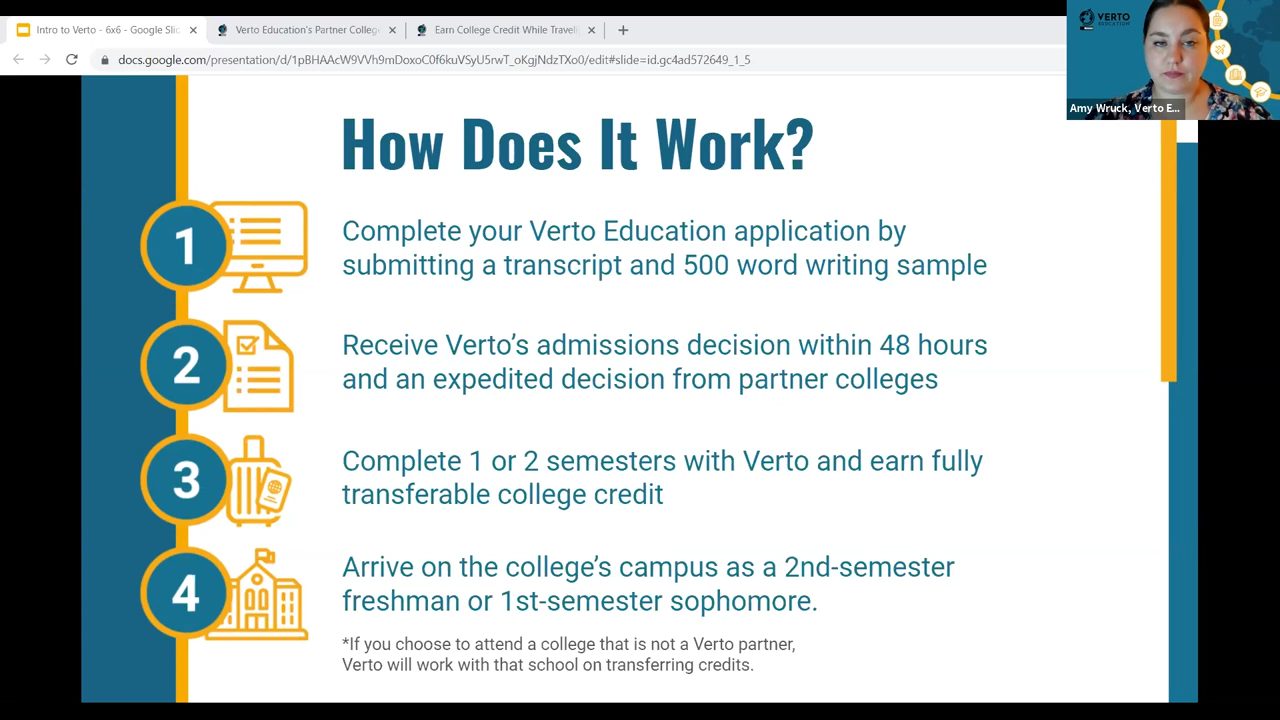 Intro to Verto - 6x6 - Google Slid
Verto Education's Partner Colleg
Earn College Credit While Travel
docs.google.com/presentation/d/1pBHAAcW9VVh9mDoxoC0f6kuVSyU5rwT_oKgjNdzTXo0/edit#slide=id.gc4ad572649_1_5
VERTO
EDUCATION
Amy Wruck, Verto E...
How Does It Work?
1
Complete your Verto Education application by
submitting a transcript and 500 word writing sample
2
Receive Verto's admissions decision within 48 hours
and an expedited decision from partner colleges
3
Complete 1 or 2 semesters with Verto and earn fully
transferable college credit
4
Arrive on the college's campus as a 2nd-semester
freshman or 1st-semester sophomore.
*If you choose to attend a college that is not a Verto partner,
Verto will work with that school on transferring credits.